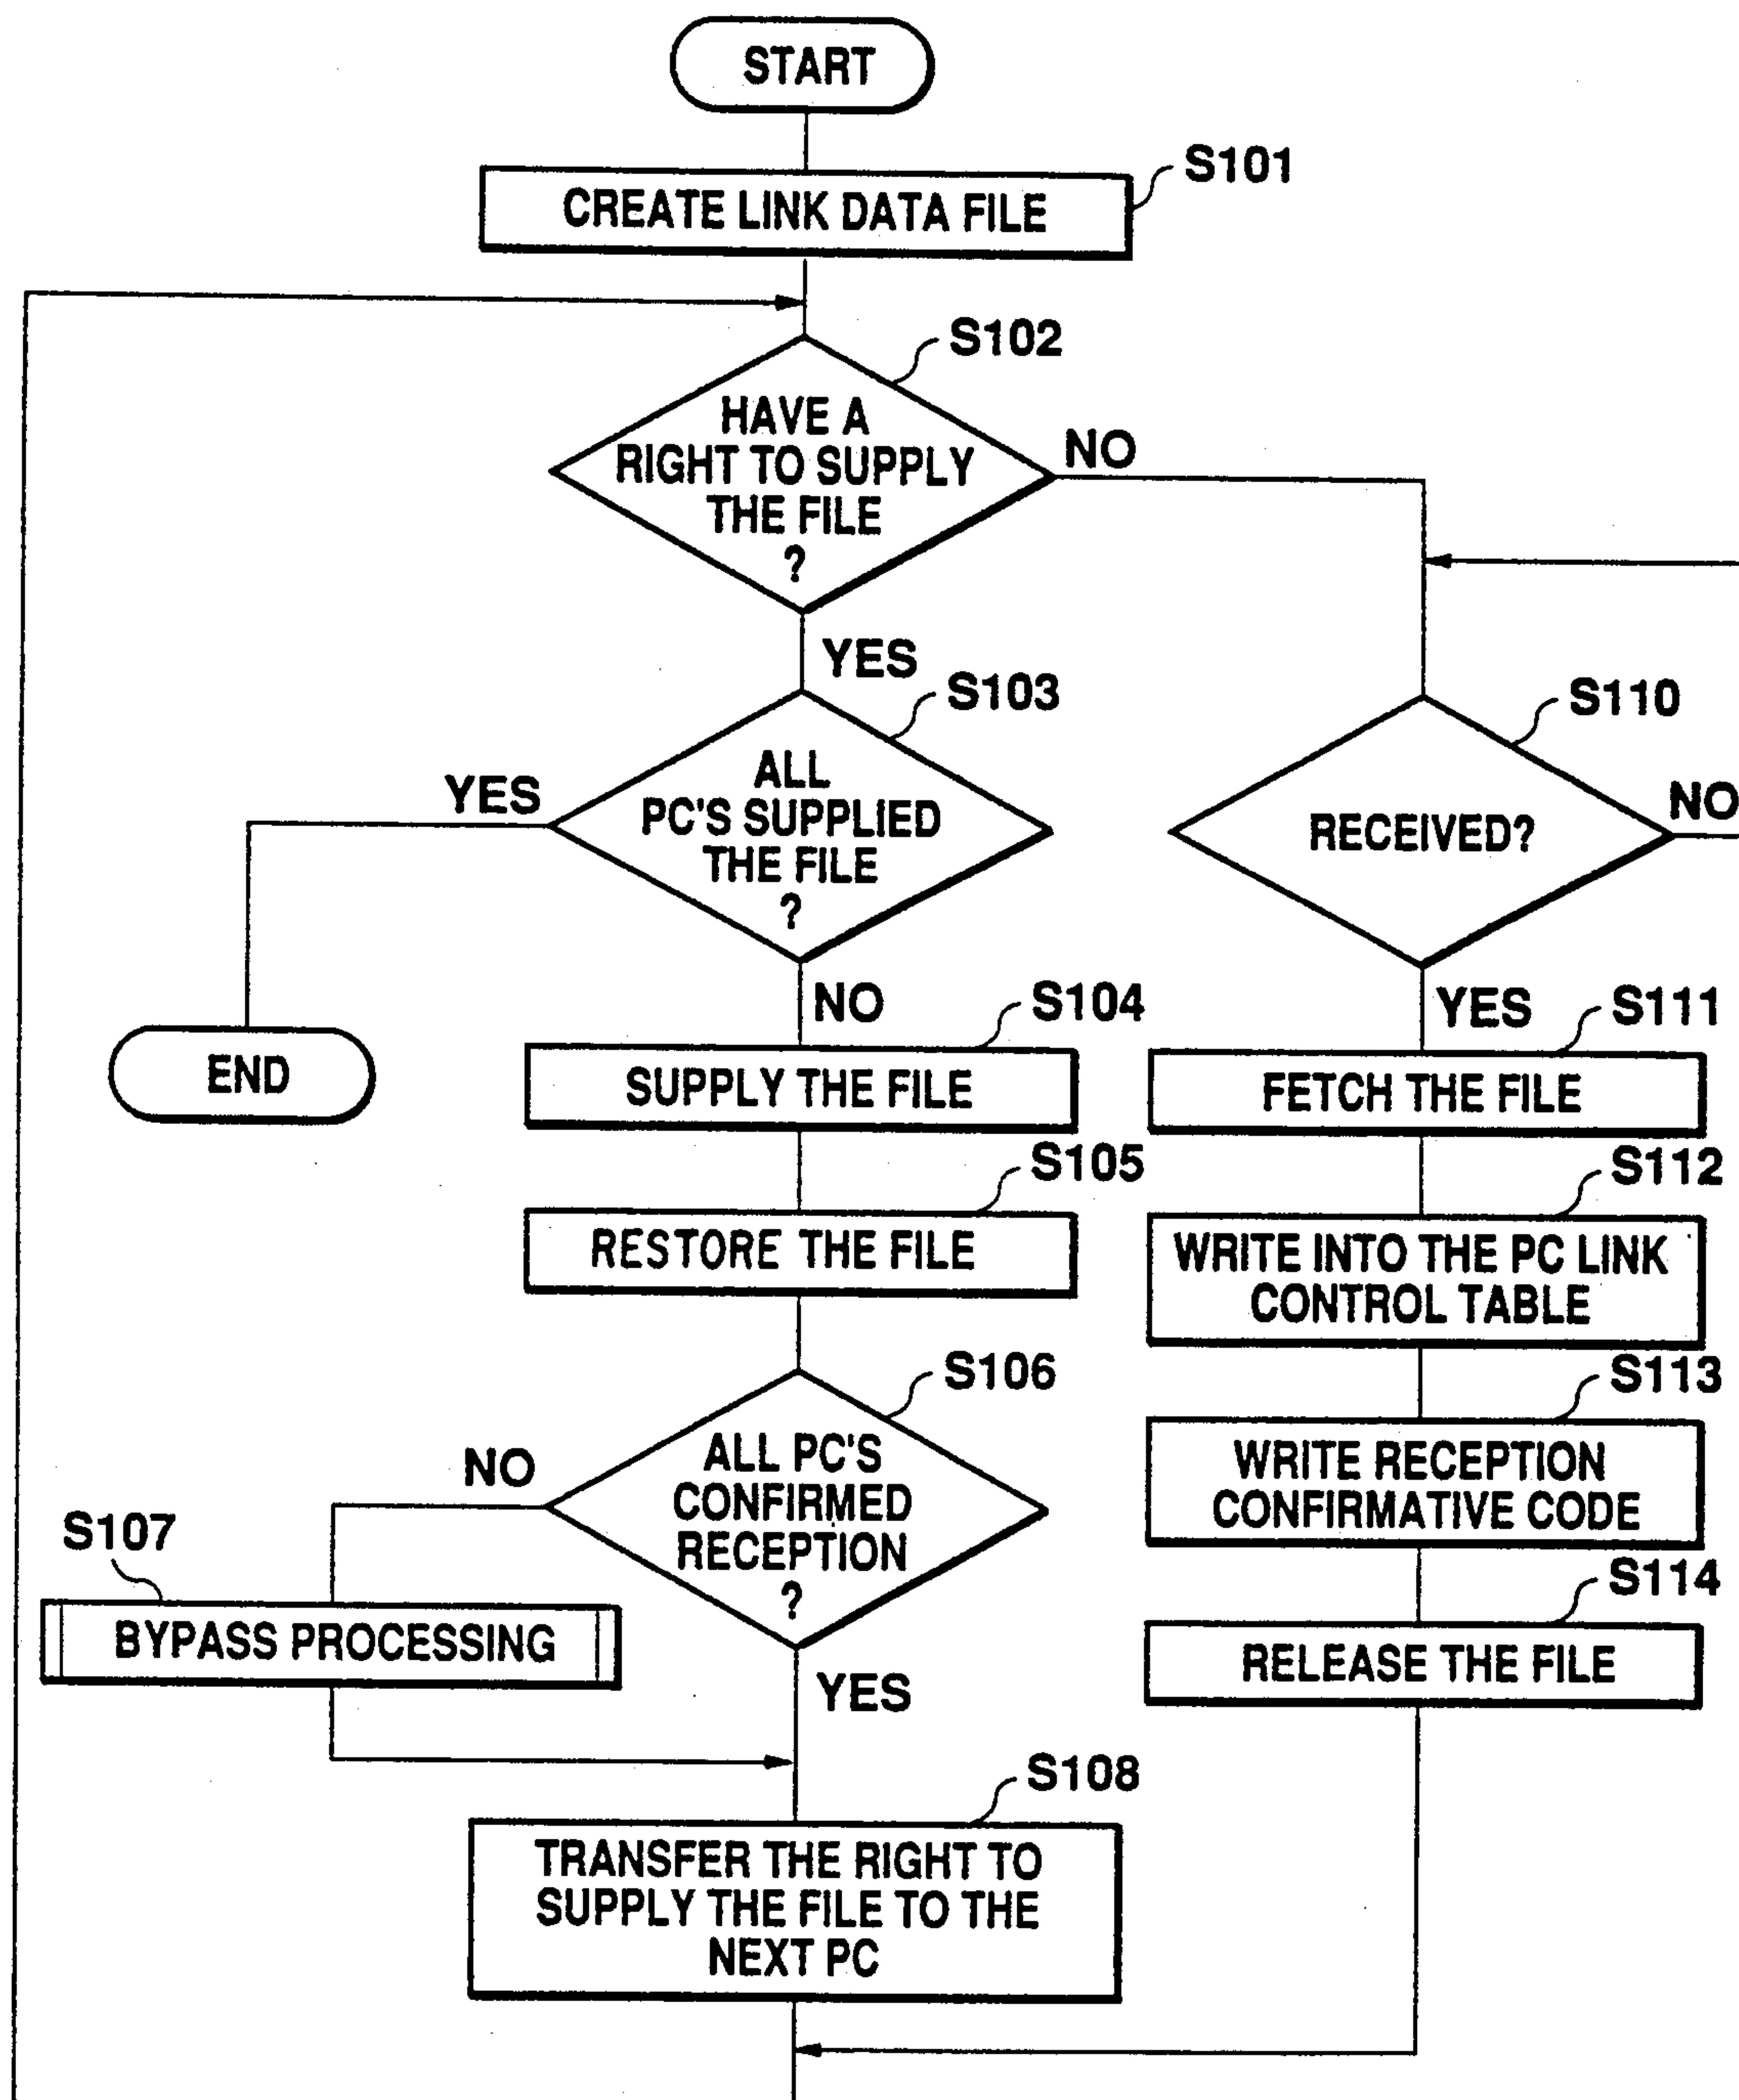 START
S101
CREATE LINK DATA FILE
S102
HAVE A
RIGHT TO SUPPLY
THE FILE
?
NO
YES
S103
ALL
PC'S SUPPLIED
THE FILE
?
YES
NO
END
S104
SUPPLY THE FILE
S105
RESTORE THE FILE
S106
ALL PC'S
CONFIRMED
RECEPTION
?
NO
YES
S107
BYPASS PROCESSING
S108
TRANSFER THE RIGHT TO
SUPPLY THE FILE TO THE
NEXT PC
S110
RECEIVED?
NO
YES
S111
FETCH THE FILE
S112
WRITE INTO THE PC LINK
CONTROL TABLE
S113
WRITE RECEPTION
CONFIRMATIVE CODE
S114
RELEASE THE FILE